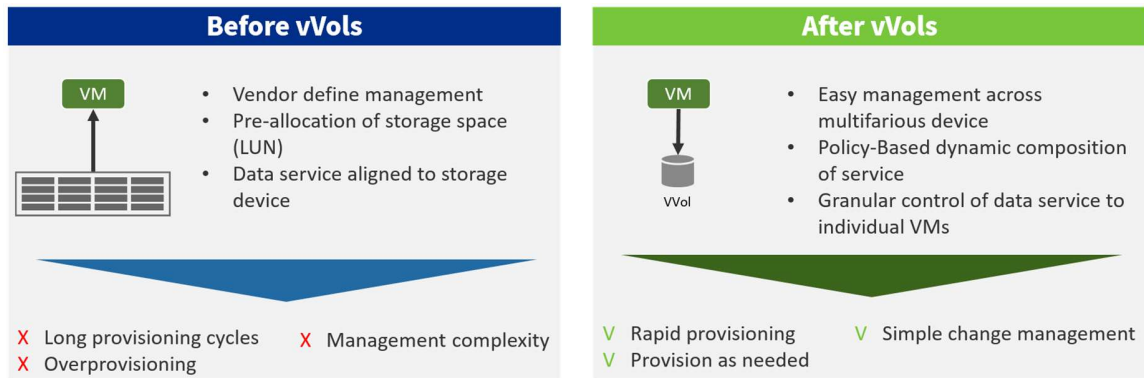 Before vVols
VM
• Vendor define management
• Pre-allocation of storage space
(LUN)
• Data service aligned to storage
device
X Long provisioning cycles
X Overprovisioning
X Management complexity
After vVols
VM
VVol
• Easy management across
multifarious device
• Policy-Based dynamic composition
of service
• Granular control of data service to
individual VMs
V Rapid provisioning
V Provision as needed
V Simple change management